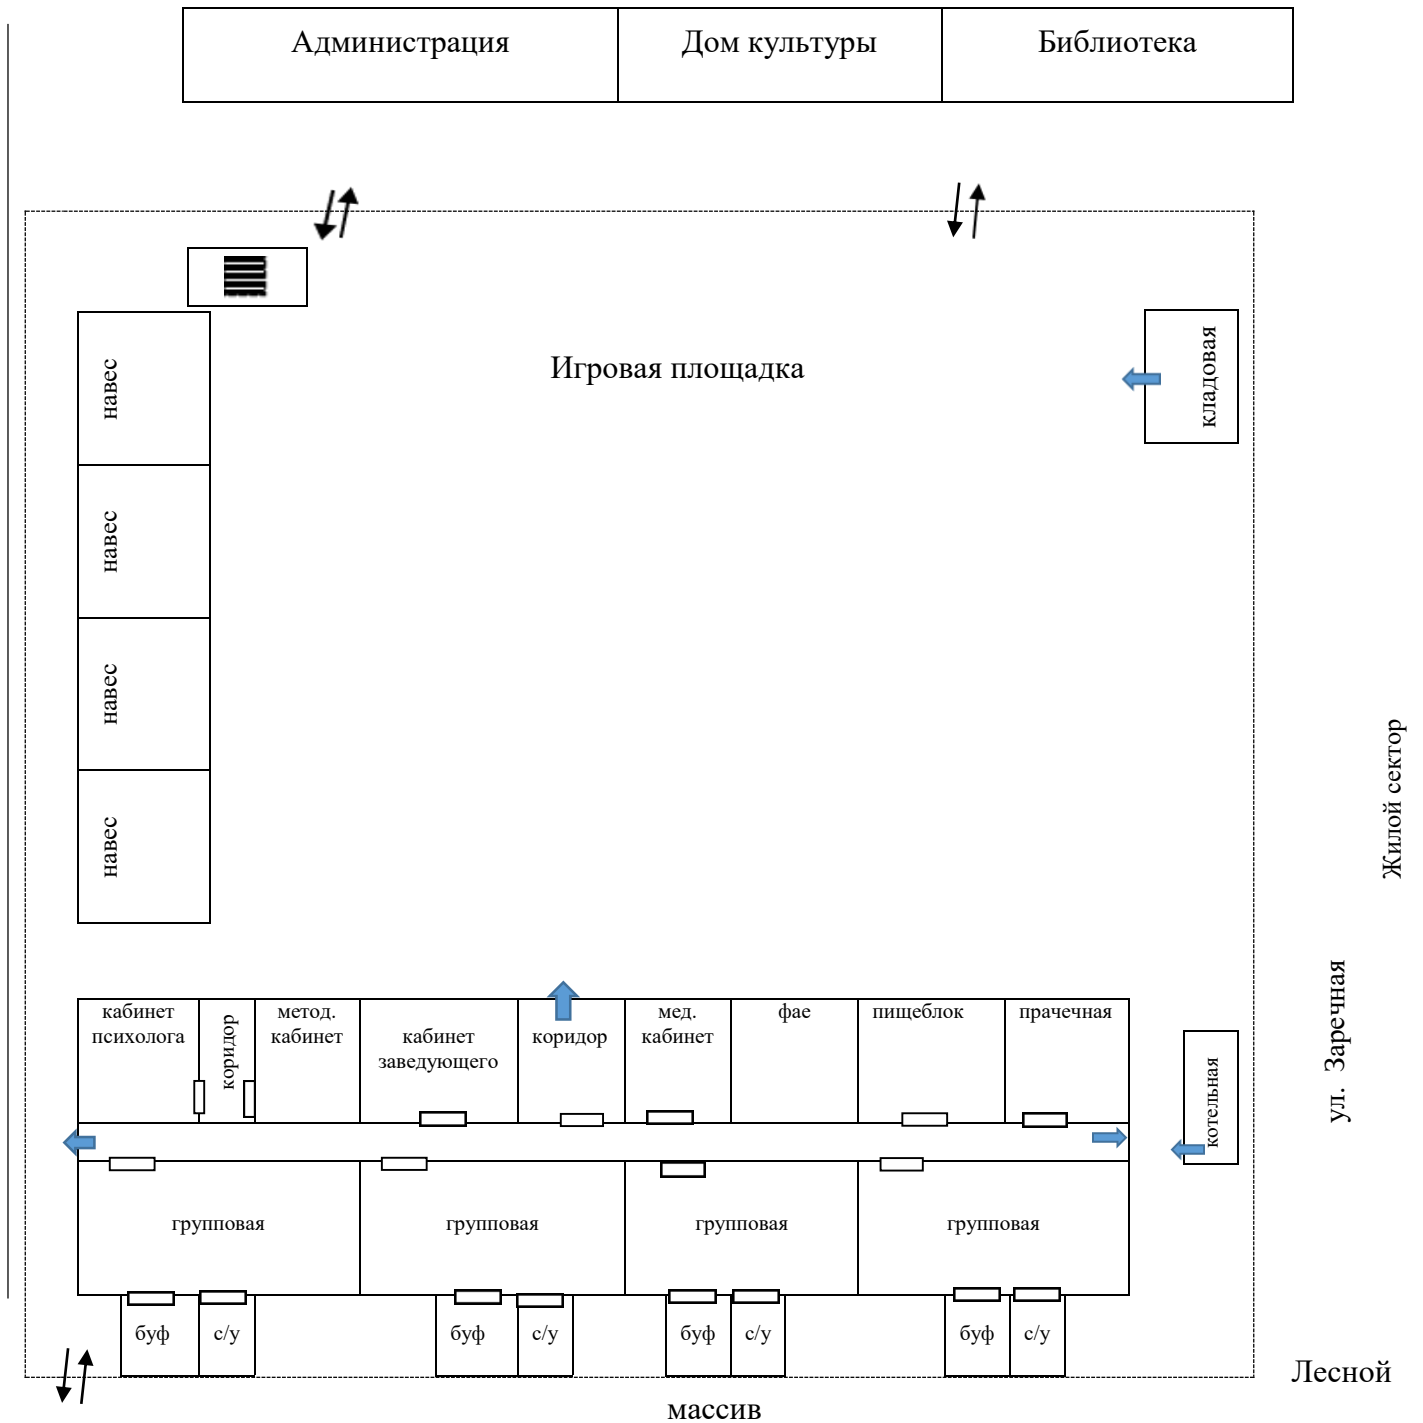 Администрация
Дом культуры
Библиотека
Игровая площадка
кладовая
навес
навес
навес
навес
Жилой сектор
ул. Заречная
кабинет
психолога
коридор
метод.
кабинет
кабинет
заведующего
коридор
мед.
кабинет
фае
пищеблок
прачечная
котельная
групповая
групповая
групповая
групповая
буф
с/у
буф
с/у
буф
с/у
буф
с/у
Лесной
массив